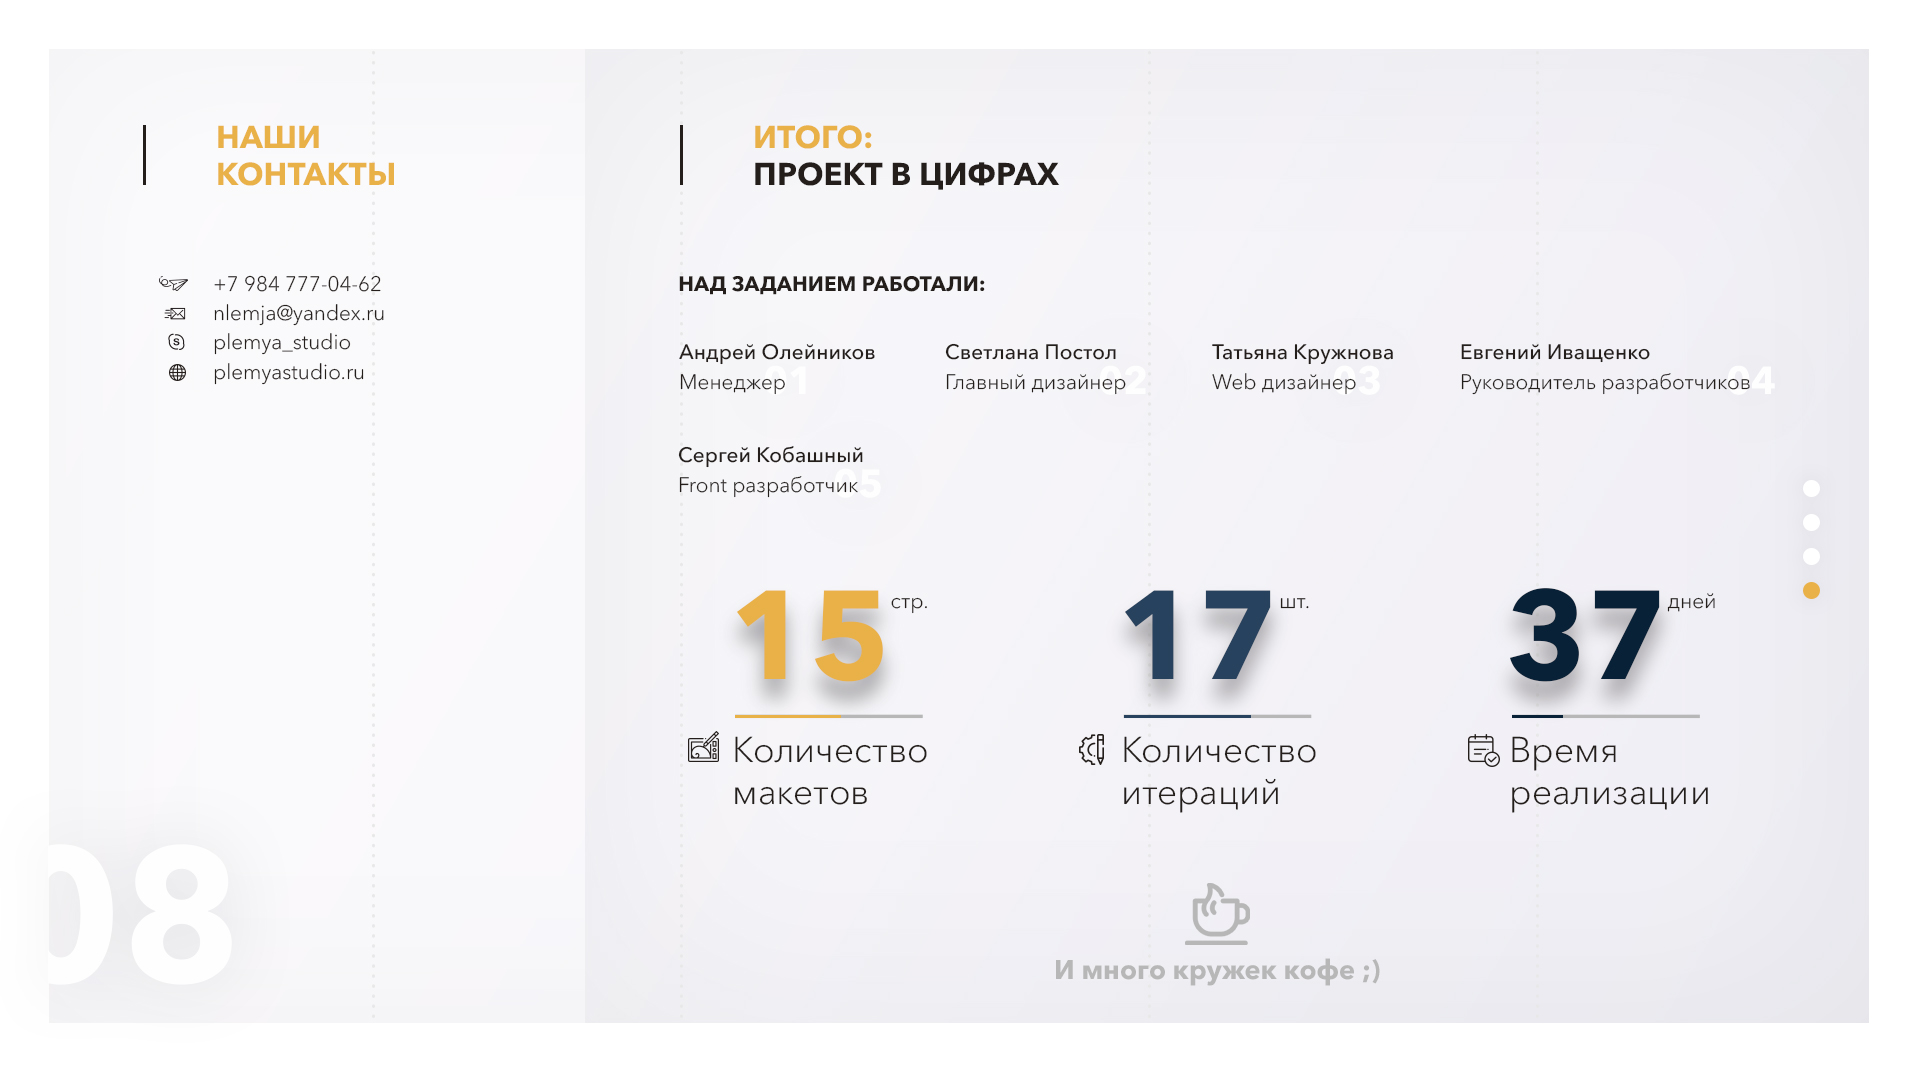 НАШИ
КОНТАКТЫ
+7 984 777-04-62
nlemja@yandex.ru
plemya_studio
plemyastudio.ru
08
ИТОГО:
ПРОЕКТ В ЦИФРАХ
НАД ЗАДАНИЕМ РАБОТАЛИ:
Андрей Олейников
Менеджер 01
Светлана Постол
Главный дизайнер 02
Татьяна Кружнова
Web дизайнер 03
Евгений Иващенко
Руководитель разработчиков 04
Сергей Кобашный
Front разработчик 05
15 стр.
Количество
макетов
17 шт.
Количество
итераций
37 дней
Время
реализации
И много кружек кофе ;)